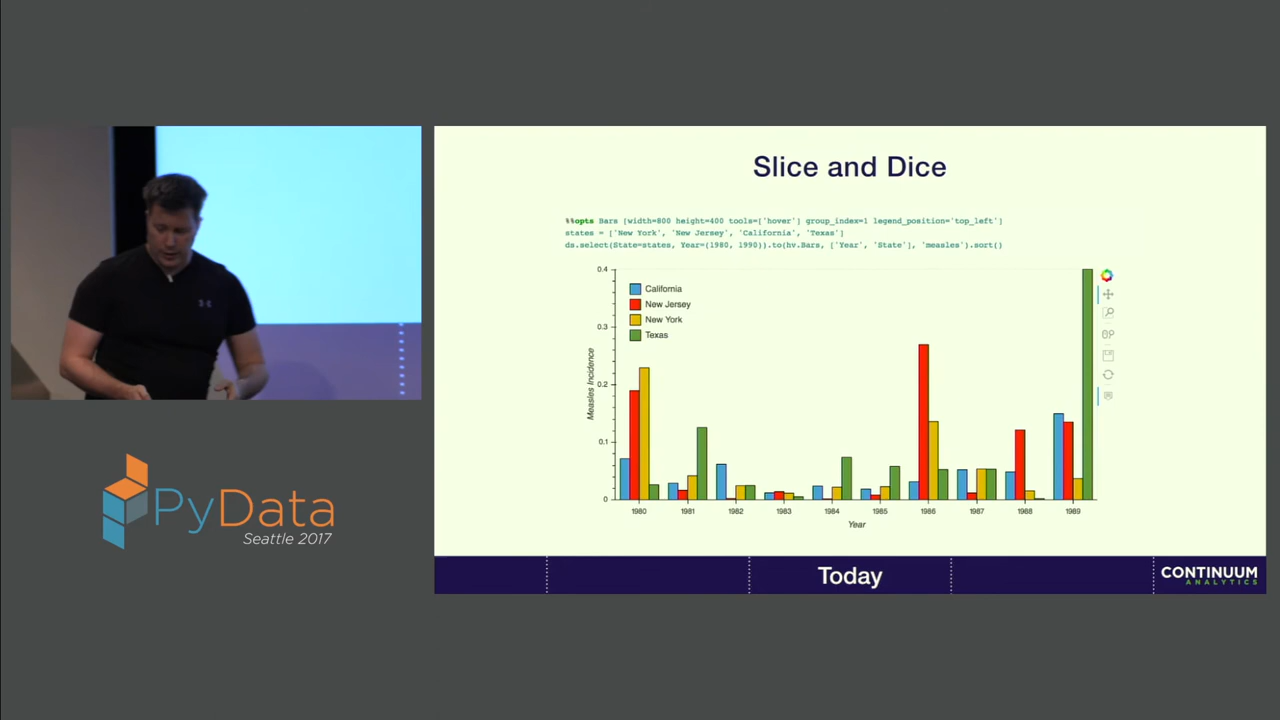 Slice and Dice
%%opts Bars [width=800 height=400 tools=['hover'] group_index=1 legend_position='top_left']
states = ['New York', 'New Jersey', 'California', 'Texas']
ds.select(State=states, Year=(1980, 1990)).to(hv.Bars, ['Year', 'State'], 'measles').sort()
0.4
0.3
0.2
0.1
0
Measles Incidence
California
New Jersey
New York
Texas
1980 1981 1982 1983 1984 1985 1986 1987 1988 1989
Year
Today
CONTINUUM
ANALYTICS
PyData
Seattle 2017